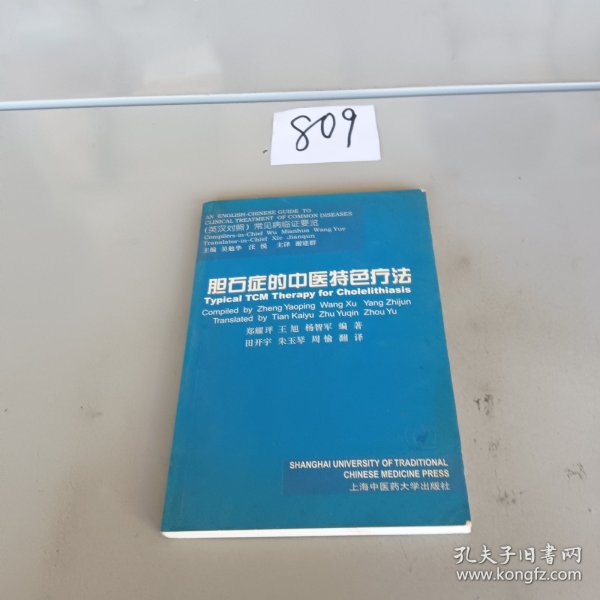 809
AN ENGLISH-CHINESE GUIDE TO
CLINICAL TREATMENT OF COMMON DISEASES
(英汉对照)常见病临证要览
Compilers-in-Chief Wu Mianhua Wang Yue
Translator-in-Chief Xie Jianqun
主编 吴勉华 汪悦 主译 谢建群
胆石症的中医特色疗法
Typical TCM Therapy for Cholelithiasis
Compiled by Zheng Yaoping Wang Xu Yang Zhijun
Translated by Tian Kaiyu Zhu Yuqin Zhou Yu
郑耀玶 王旭 杨智军 编著
田开宇 朱玉琴 周愉 翻译
SHANGHAI UNIVERSITY OF TRADITIONAL
CHINESE MEDICINE PRESS
上海中医药大学出版社
孔夫子旧书网
www.kongfz.com